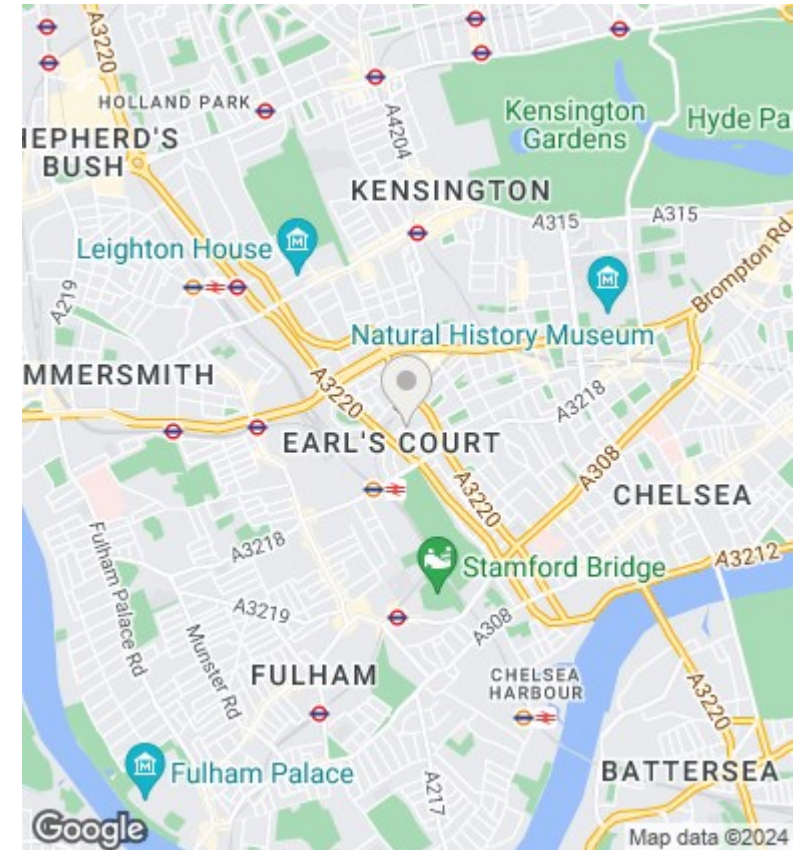 A3220
HOLLAND PARK
A4204
Kensington
Gardens
Hyde Pa
HEPHERD'S
BUSH
KENSINGTON
A315
A315
Leighton House
A219
Brompton Rd
Natural History Museum
MMERSMITH
A3220
A3218
EARL'S COURT
A308
A3220
CHELSEA
Fulham Palace Rd
A3218
Stamford Bridge
A3212
A3219
Munster Rd
A308
FULHAM
CHELSEA
HARBOUR
A3220
Fulham Palace
A217
BATTERSEA
Google
Map data ©2024